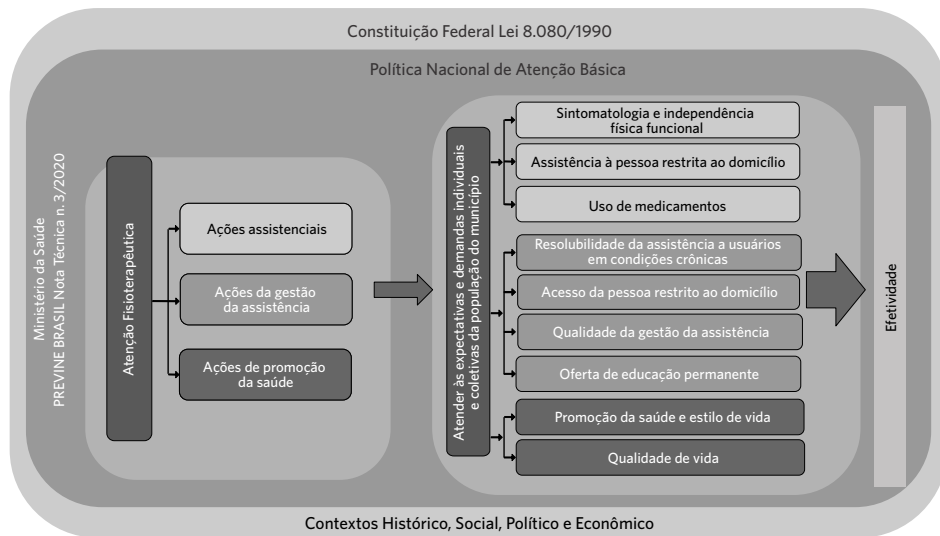 Constituição Federal Lei 8.080/1990
Política Nacional de Atenção Básica
Ministério da Saúde
PREVINE BRASIL Nota Técnica n. 3/2020
Atenção Fisioterapêutica
Ações assistenciais
Ações da gestão
da assistência
Ações de promoção
da saúde
Atender às expectativas e demandas individuais
e coletivas da população do município
Sintomatologia e independência
física funcional
Assistência à pessoa restrita ao domicílio
Uso de medicamentos
Resolubilidade da assistência a usuários
em condições crônicas
Acesso da pessoa restrito ao domicílio
Qualidade da gestão da assistência
Oferta de educação permanente
Promoção da saúde e estilo de vida
Qualidade de vida
Efetividade
Contextos Histórico, Social, Político e Econômico